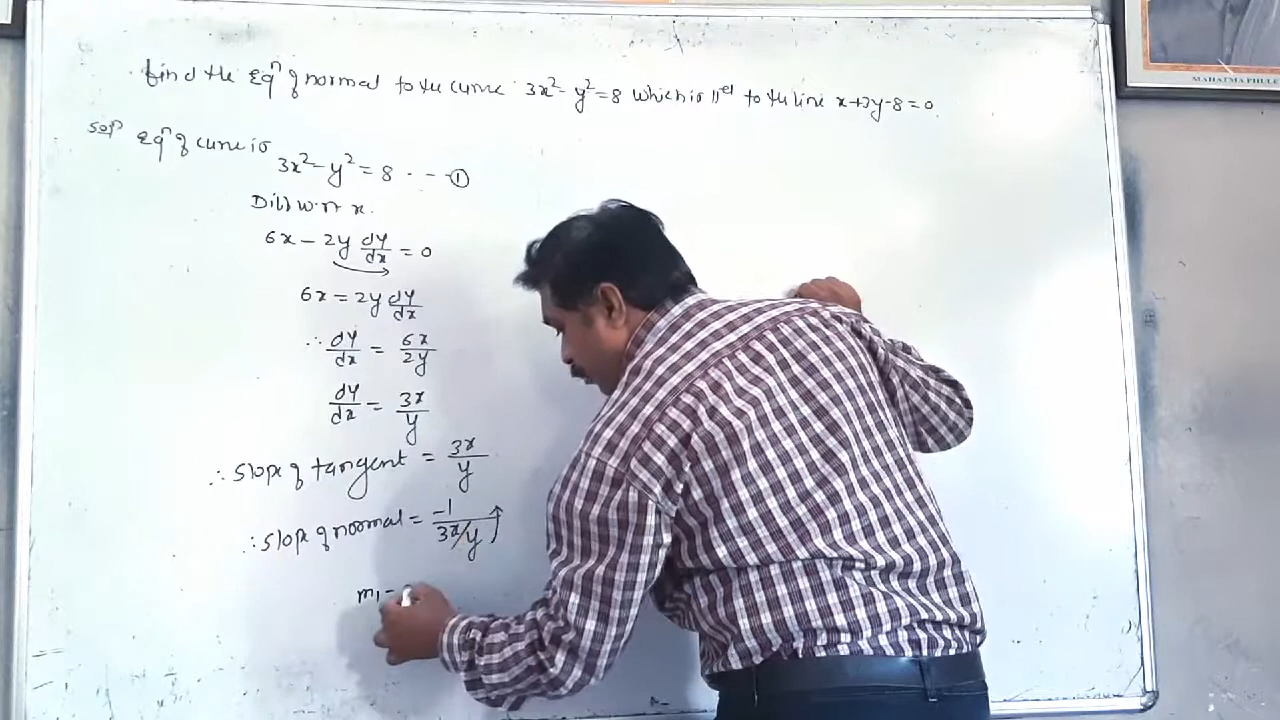 Find the Eqn of normal to the curve 3x²-y²=8 which is 11el to the line x+3y-8=0.
Soln Eqn of curve is
3x²-y²=8 --- ①
Diff w.r.t x.
6x - 2y dy/dx = 0
6x = 2y dy/dx
∴ dy/dx = 6x/2y
dy/dx = 3x/y
∴ slope of tangent = 3x/y
∴ slope of normal = -1/(3x/y)
m₁ =
MAHATMA PHULE